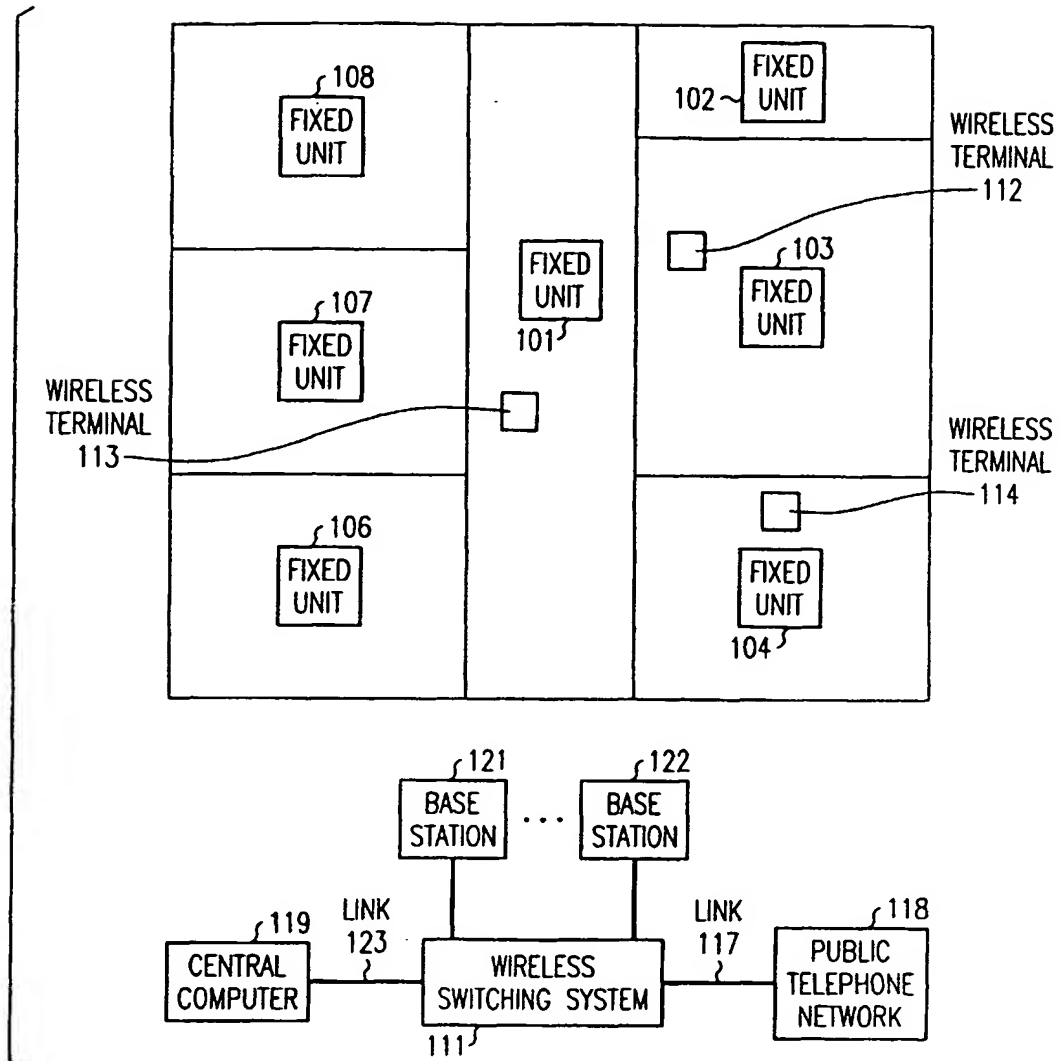 108
FIXED
UNIT
102
FIXED
UNIT
WIRELESS
TERMINAL
112
FIXED
UNIT
101
103
FIXED
UNIT
107
FIXED
UNIT
WIRELESS
TERMINAL
113
WIRELESS
TERMINAL
114
106
FIXED
UNIT
FIXED
UNIT
104
121
BASE
STATION
...
122
BASE
STATION
119
CENTRAL
COMPUTER
LINK
123
WIRELESS
SWITCHING SYSTEM
111
LINK
117
118
PUBLIC
TELEPHONE
NETWORK